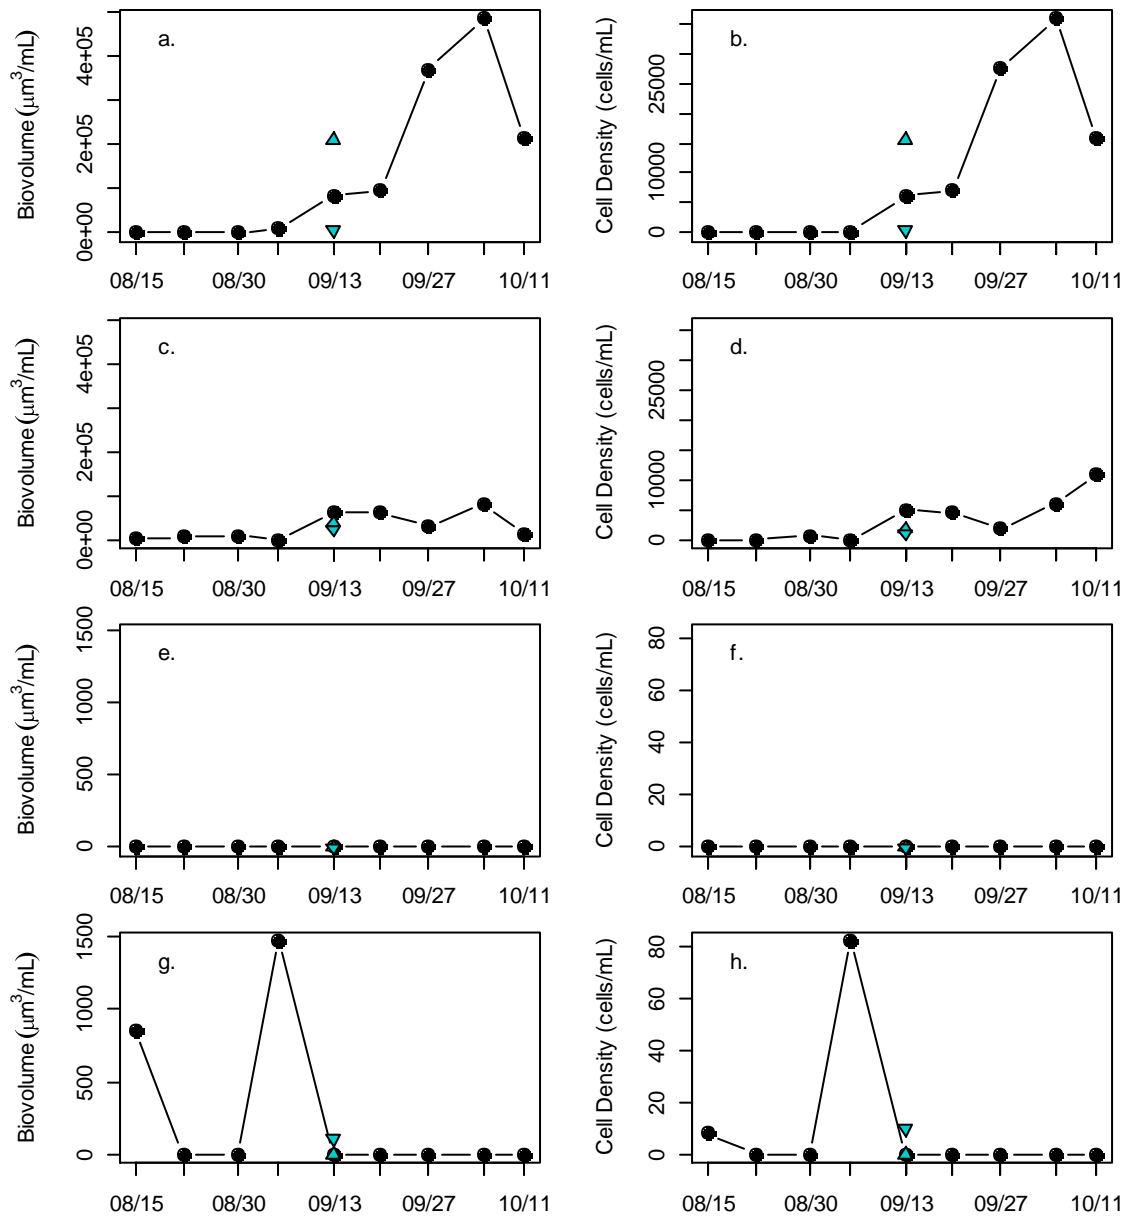 a.
Biovolume (μm³/mL)
0e+00 2e+05 4e+05
08/15 08/30 09/13 09/27 10/11
b.
Cell Density (cells/mL)
0 10000 25000
08/15 08/30 09/13 09/27 10/11
c.
Biovolume (μm³/mL)
0e+00 2e+05 4e+05
08/15 08/30 09/13 09/27 10/11
d.
Cell Density (cells/mL)
0 10000 25000
08/15 08/30 09/13 09/27 10/11
e.
Biovolume (μm³/mL)
0 500 1000 1500
08/15 08/30 09/13 09/27 10/11
f.
Cell Density (cells/mL)
0 20 40 60 80
08/15 08/30 09/13 09/27 10/11
g.
Biovolume (μm³/mL)
0 500 1000 1500
08/15 08/30 09/13 09/27 10/11
h.
Cell Density (cells/mL)
0 20 40 60 80
08/15 08/30 09/13 09/27 10/11